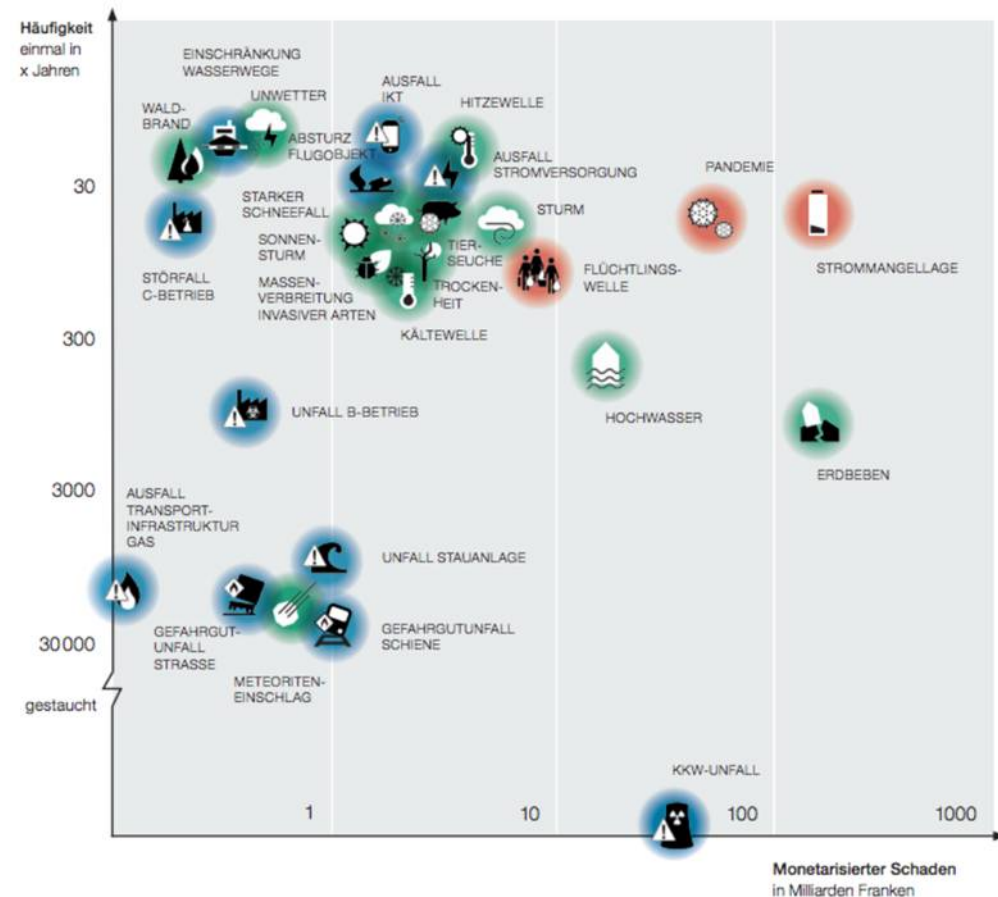 Häufigkeit
einmal in
x Jahren
EINSCHRÄNKUNG
WASSERWEGE
UNWETTER
WALD-
BRAND
ABSTURZ
FLUGOBJEKT
AUSFALL
IKT
HITZEWELLE
AUSFALL
STROMVERSORGUNG
PANDEMIE
30
STARKER
SCHNEEFALL
STURM
SONNEN-
STURM
TIER-
SEUCHE
STÖRFALL
C-BETRIEB
MASSEN-
VERBREITUNG
INVASIVER ARTEN
TROCKEN-
HEIT
FLÜCHTLINGS-
WELLE
STROMMANGELLAGE
KÄLTEWELLE
300
UNFALL B-BETRIEB
HOCHWASSER
ERDBEBEN
3000
AUSFALL
TRANSPORT-
INFRASTRUKTUR
GAS
UNFALL STAUANLAGE
GEFAHRGUT-
UNFALL
STRASSE
GEFAHRGUTUNFALL
SCHIENE
30 000
METEORITEN-
EINSCHLAG
gestaucht
KKW-UNFALL
1
10
100
1000
Monetarisierter Schaden
in Milliarden Franken